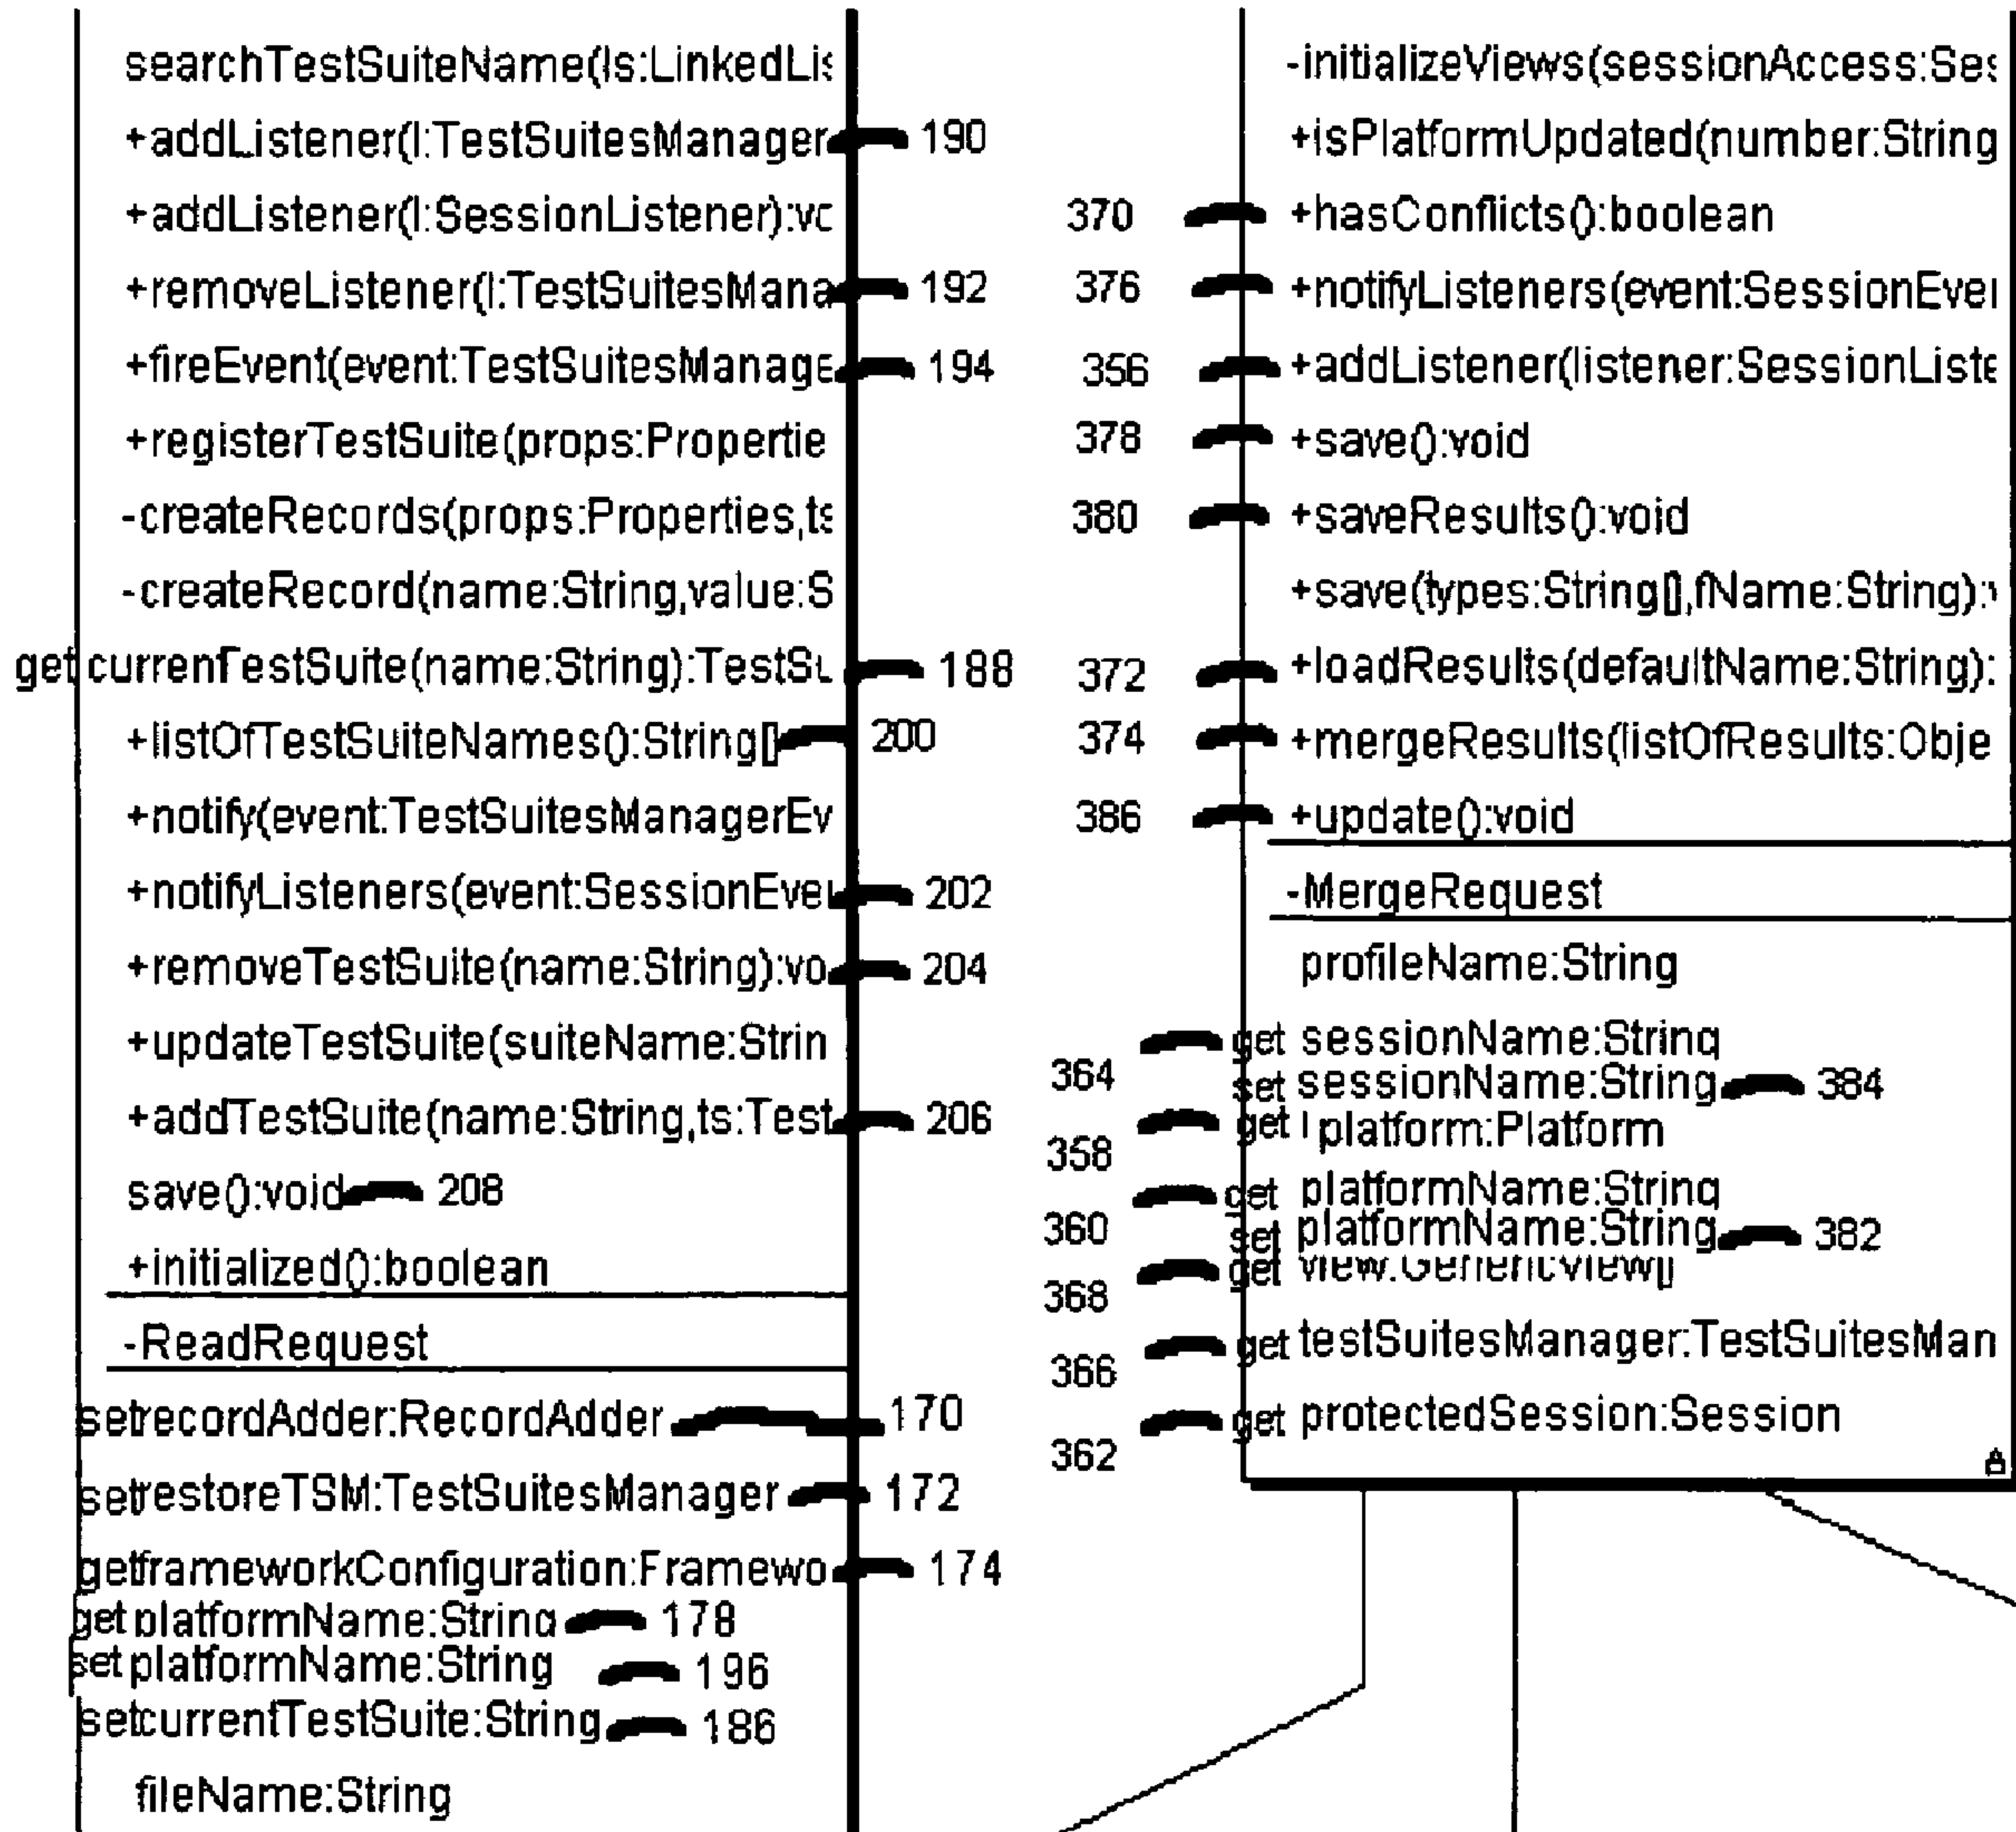 searchTestSuiteName(ls:LinkedLis
+addListener(l:TestSuitesManager 190
+addListener(l:SessionListener):vo
+removeListener(l:TestSuitesMana 192
+fireEvent(event:TestSuitesManage 194
+registerTestSuite(props:Propertie
-createRecords(props:Properties,ts
-createRecord(name:String,value:S
get currentTestSuite(name:String):TestSu 188
+listOfTestSuiteNames():String[] 200
+notify(event:TestSuitesManagerEv
+notifyListeners(event:SessionEve 202
+removeTestSuite(name:String):vo 204
+updateTestSuite(suiteName:Strin
+addTestSuite(name:String,ts:Test 206
save():void 208
+initialized():boolean
-ReadRequest
set recordAdder:RecordAdder 170
set restoreTSM:TestSuitesManager 172
get frameworkConfiguration:Framewo 174
get platformName:String 178
set platformName:String 196
set currentTestSuite:String 186
fileName:String
-initializeViews(sessionAccess:Ses
+isPlatformUpdated(number:String
370 +hasConflicts():boolean
376 +notifyListeners(event:SessionEve
356 +addListener(listener:SessionListe
378 +save():void
380 +saveResults():void
+save(types:String[],fName:String):v
372 +loadResults(defaultName:String):
374 +mergeResults(listOfResults:Obje
386 +update():void
-MergeRequest
profileName:String
364 get sessionName:String
set sessionName:String 384
358 get platform:Platform
360 get platformName:String
set platformName:String 382
368 get view:GenericView[]
366 get testSuitesManager:TestSuitesMan
362 get protectedSession:Session